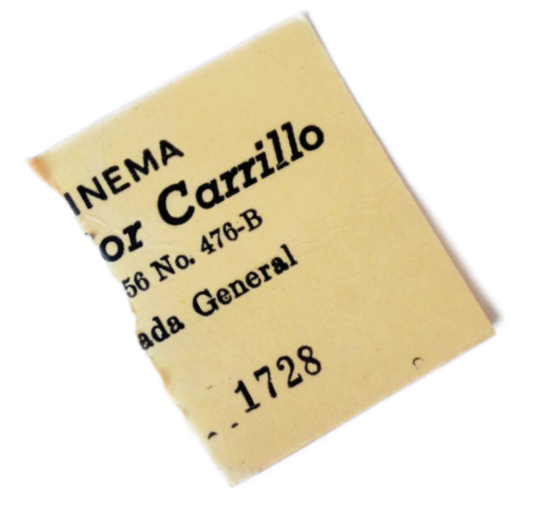 INEMA
or Carrillo
56 No. 476-B
ada General
1728